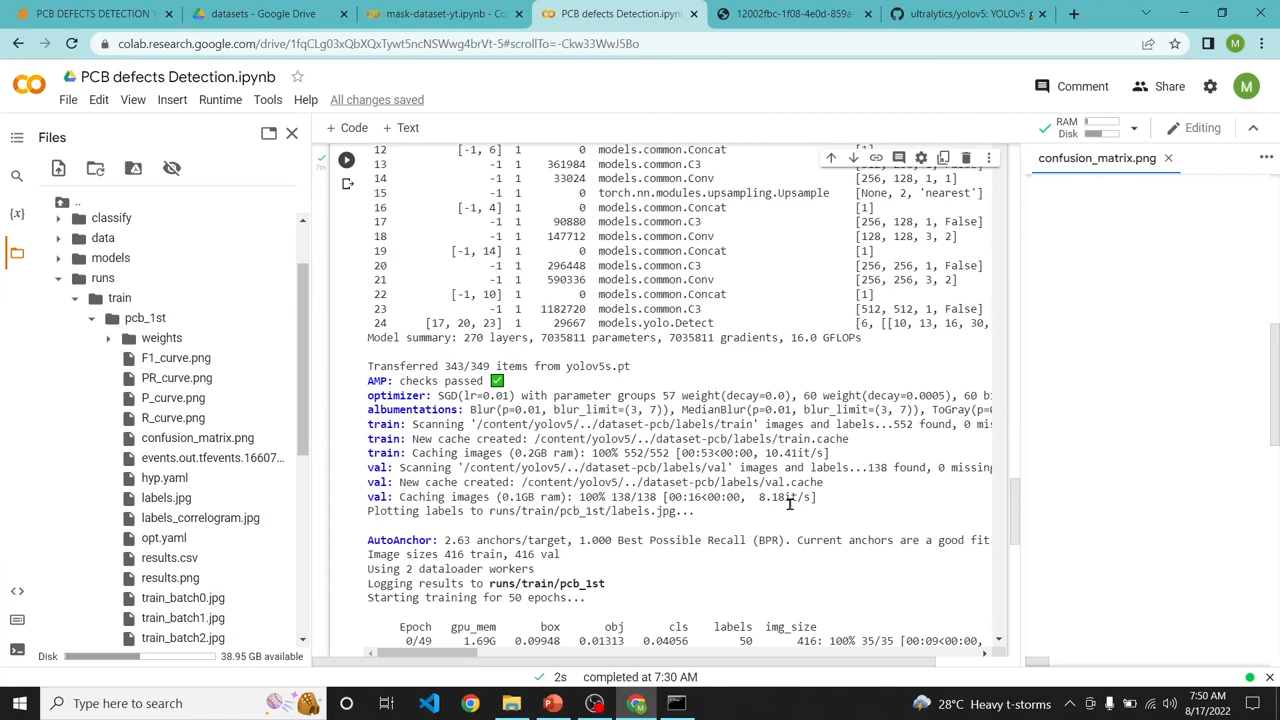 PCB DEFECTS DETECTION Y
datasets - Google Drive
mask-dataset-yt.ipynb - Co
PCB defects Detection.ipynb
12002fbc-1f08-4e0d-859a-
ultralytics/yolov5: YOLOv5
colab.research.google.com/drive/1fqCLg03xQbXQxTywt5ncNSWwg4brVt-5#scrollTo=-Ckw33WwJ5Bo
PCB defects Detection.ipynb
File Edit View Insert Runtime Tools Help All changes saved
Comment Share
M
Files
+ Code + Text
RAM
Disk
Editing
..
classify
data
models
runs
train
pcb_1st
weights
F1_curve.png
PR_curve.png
P_curve.png
R_curve.png
confusion_matrix.png
events.out.tfevents.16607...
hyp.yaml
labels.jpg
labels_correlogram.jpg
opt.yaml
results.csv
results.png
train_batch0.jpg
train_batch1.jpg
train_batch2.jpg
Disk 38.95 GB available
7m
12 [-1, 6] 1 0 models.common.Concat [1]
13 -1 1 361984 models.common.C3 [512, 256, 1, False]
14 -1 1 33024 models.common.Conv [256, 128, 1, 1]
15 -1 1 0 torch.nn.modules.upsampling.Upsample [None, 2, 'nearest']
16 [-1, 4] 1 0 models.common.Concat [1]
17 -1 1 90880 models.common.C3 [256, 128, 1, False]
18 -1 1 147712 models.common.Conv [128, 128, 3, 2]
19 [-1, 14] 1 0 models.common.Concat [1]
20 -1 1 296448 models.common.C3 [256, 256, 1, False]
21 -1 1 590336 models.common.Conv [256, 256, 3, 2]
22 [-1, 10] 1 0 models.common.Concat [1]
23 -1 1 1182720 models.common.C3 [512, 512, 1, False]
24 [17, 20, 23] 1 29667 models.yolo.Detect [6, [[10, 13, 16, 30,
Model summary: 270 layers, 7035811 parameters, 7035811 gradients, 16.0 GFLOPs
Transferred 343/349 items from yolov5s.pt
AMP: checks passed ✅
optimizer: SGD(lr=0.01) with parameter groups 57 weight(decay=0.0), 60 weight(decay=0.0005), 60 bi
albumentations: Blur(p=0.01, blur_limit=(3, 7)), MedianBlur(p=0.01, blur_limit=(3, 7)), ToGray(p=0
train: Scanning '/content/yolov5/../dataset-pcb/labels/train' images and labels...552 found, 0 mis
train: New cache created: /content/yolov5/../dataset-pcb/labels/train.cache
train: Caching images (0.2GB ram): 100% 552/552 [00:53<00:00, 10.41it/s]
val: Scanning '/content/yolov5/../dataset-pcb/labels/val' images and labels...138 found, 0 missing
val: New cache created: /content/yolov5/../dataset-pcb/labels/val.cache
val: Caching images (0.1GB ram): 100% 138/138 [00:16<00:00, 8.18it/s]
Plotting labels to runs/train/pcb_1st/labels.jpg...
AutoAnchor: 2.63 anchors/target, 1.000 Best Possible Recall (BPR). Current anchors are a good fit
Image sizes 416 train, 416 val
Using 2 dataloader workers
Logging results to runs/train/pcb_1st
Starting training for 50 epochs...
Epoch gpu_mem box obj cls labels img_size
0/49 1.69G 0.09948 0.01313 0.04056 50 416: 100% 35/35 [00:09<00:00,
confusion_matrix.png
2s completed at 7:30 AM
Type here to search
28°C Heavy t-storms
7:50 AM
8/17/2022